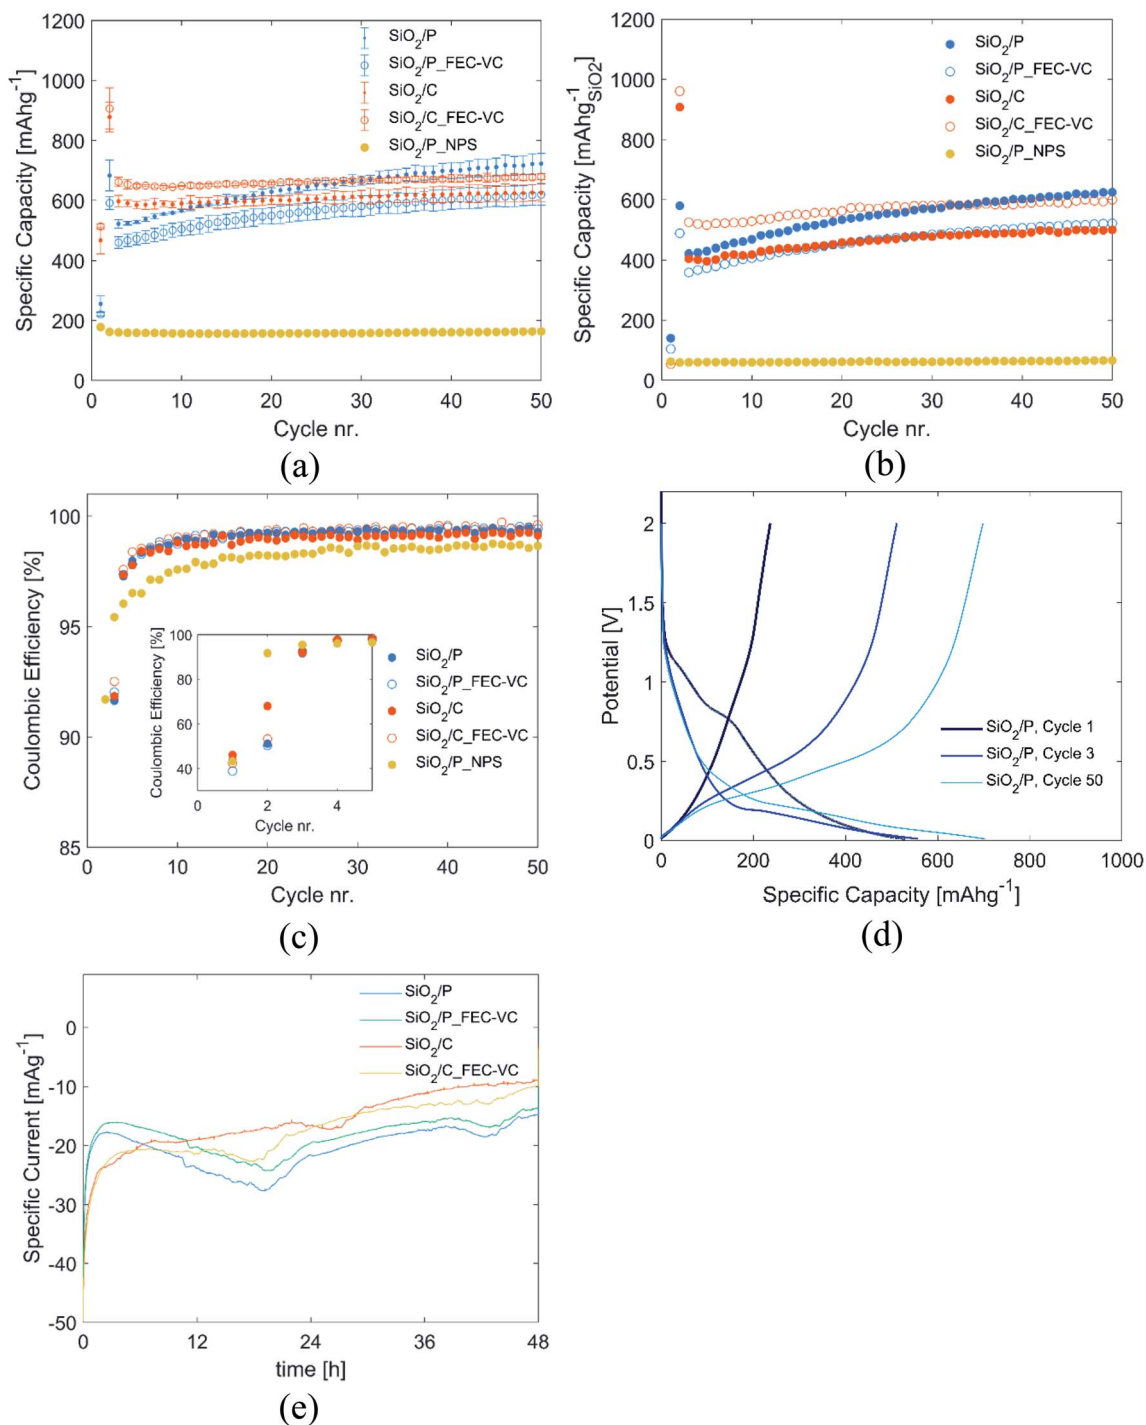 1200
1000
800
600
400
200
0
Specific Capacity [mAhg⁻¹]
SiO₂/P
SiO₂/P_FEC-VC
SiO₂/C
SiO₂/C_FEC-VC
SiO₂/P_NPS
0 10 20 30 40 50
Cycle nr.
(a)
1200
1000
800
600
400
200
0
Specific Capacity [mAhg⁻¹SiO2]
SiO₂/P
SiO₂/P_FEC-VC
SiO₂/C
SiO₂/C_FEC-VC
SiO₂/P_NPS
0 10 20 30 40 50
Cycle nr.
(b)
100
95
90
85
Coulombic Efficiency [%]
100
80
60
40
Coulombic Efficiency [%]
0 2 4
Cycle nr.
SiO₂/P
SiO₂/P_FEC-VC
SiO₂/C
SiO₂/C_FEC-VC
SiO₂/P_NPS
0 10 20 30 40 50
Cycle nr.
(c)
2
1.5
1
0.5
0
Potential [V]
SiO₂/P, Cycle 1
SiO₂/P, Cycle 3
SiO₂/P, Cycle 50
0 200 400 600 800 1000
Specific Capacity [mAhg⁻¹]
(d)
0
-10
-20
-30
-40
-50
Specific Current [mAg⁻¹]
SiO₂/P
SiO₂/P_FEC-VC
SiO₂/C
SiO₂/C_FEC-VC
0 12 24 36 48
time [h]
(e)